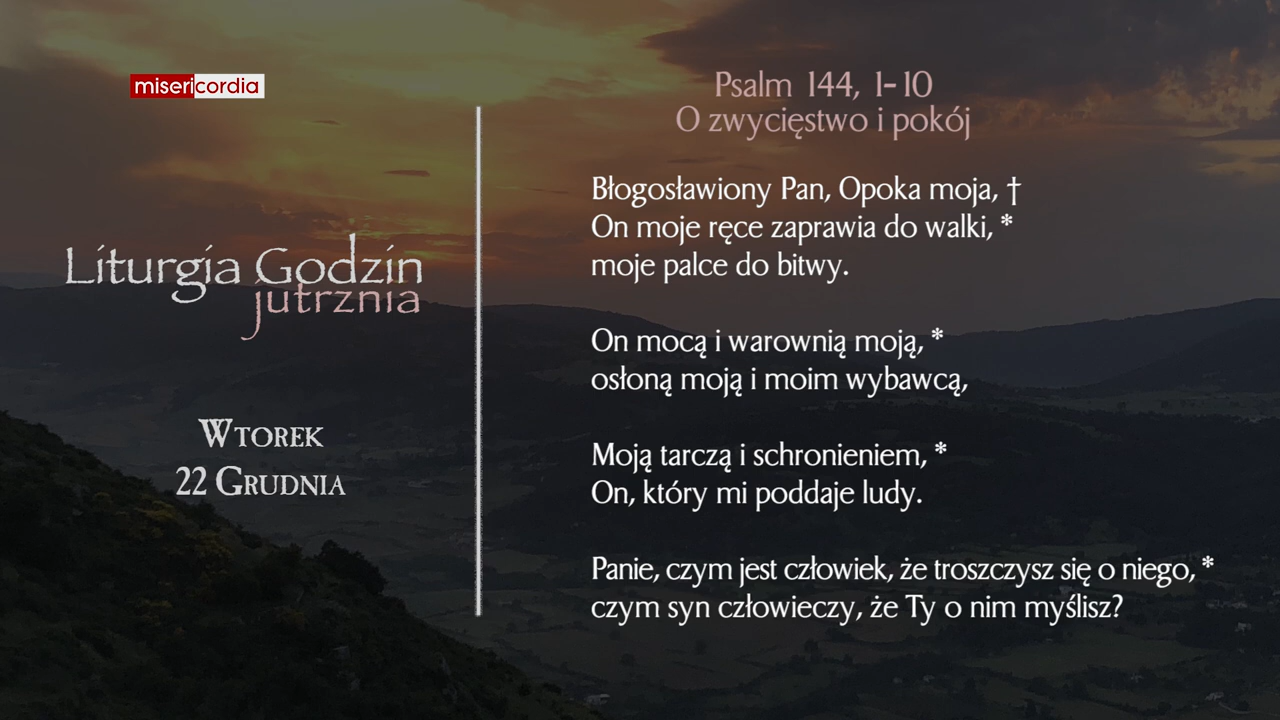 misericordia
Liturgia Godzin
jutrznia
Wtorek
22 Grudnia
Psalm 144, 1-10
O zwycięstwo i pokój
Błogosławiony Pan, Opoka moja, †
On moje ręce zaprawia do walki, *
moje palce do bitwy.
On mocą i warownią moją, *
osłoną moją i moim wybawcą,
Moją tarczą i schronieniem, *
On, który mi poddaje ludy.
Panie, czym jest człowiek, że troszczysz się o niego, *
czym syn człowieczy, że Ty o nim myślisz?